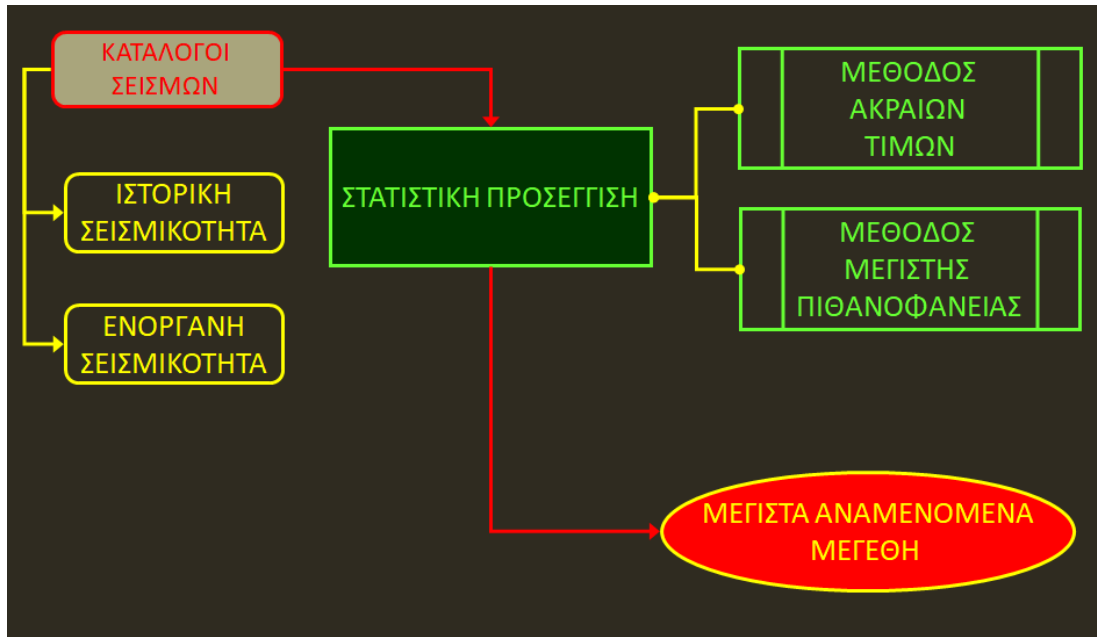 ΚΑΤΑΛΟΓΟΙ
ΣΕΙΣΜΩΝ
ΙΣΤΟΡΙΚΗ
ΣΕΙΣΜΙΚΟΤΗΤΑ
ΕΝΟΡΓΑΝΗ
ΣΕΙΣΜΙΚΟΤΗΤΑ
ΣΤΑΤΙΣΤΙΚΗ ΠΡΟΣΕΓΓΙΣΗ
ΜΕΘΟΔΟΣ
ΑΚΡΑΙΩΝ
ΤΙΜΩΝ
ΜΕΘΟΔΟΣ
ΜΕΓΙΣΤΗΣ
ΠΙΘΑΝΟΦΑΝΕΙΑΣ
ΜΕΓΙΣΤΑ ΑΝΑΜΕΝΟΜΕΝΑ
ΜΕΓΕΘΗ